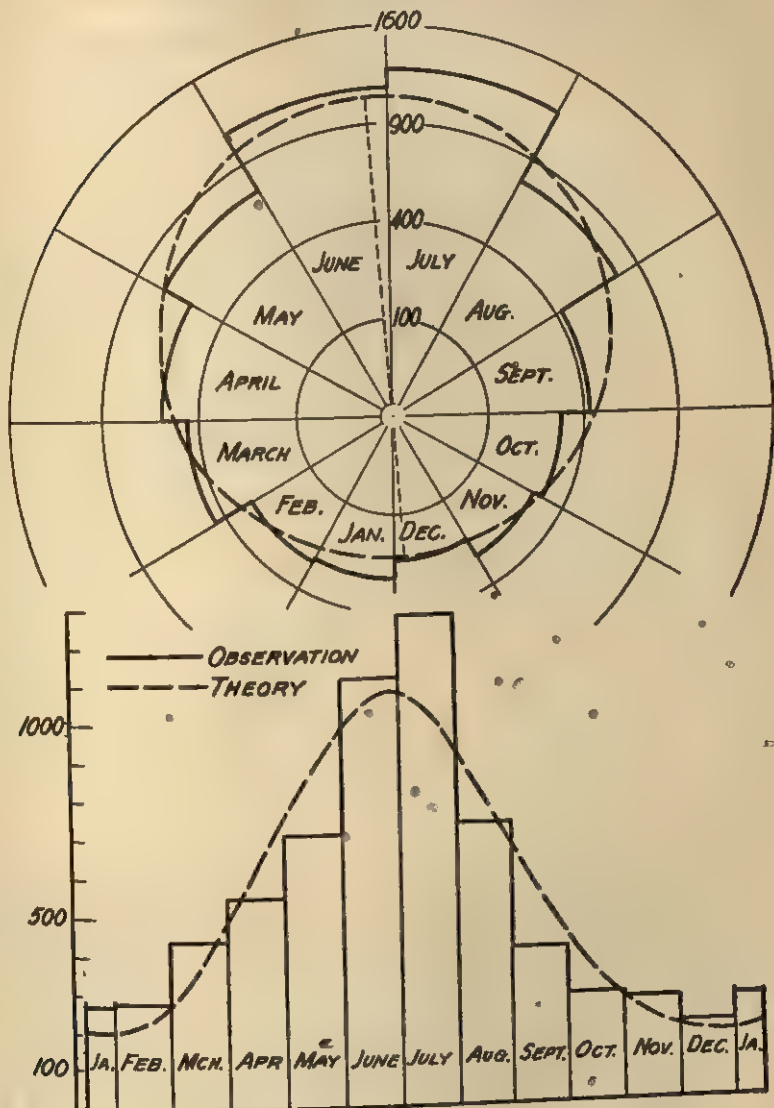 1600
900
400
JUNE JULY
MAY 100 AUG.
APRIL SEPT.
MARCH OCT.
FEB. NOV.
JAN. DEC.
OBSERVATION
THEORY
1000
500
100
JA. FEB. MCH. APR MAY JUNE JULY AUG. SEPT. OCT. NOV. DEC. JA.